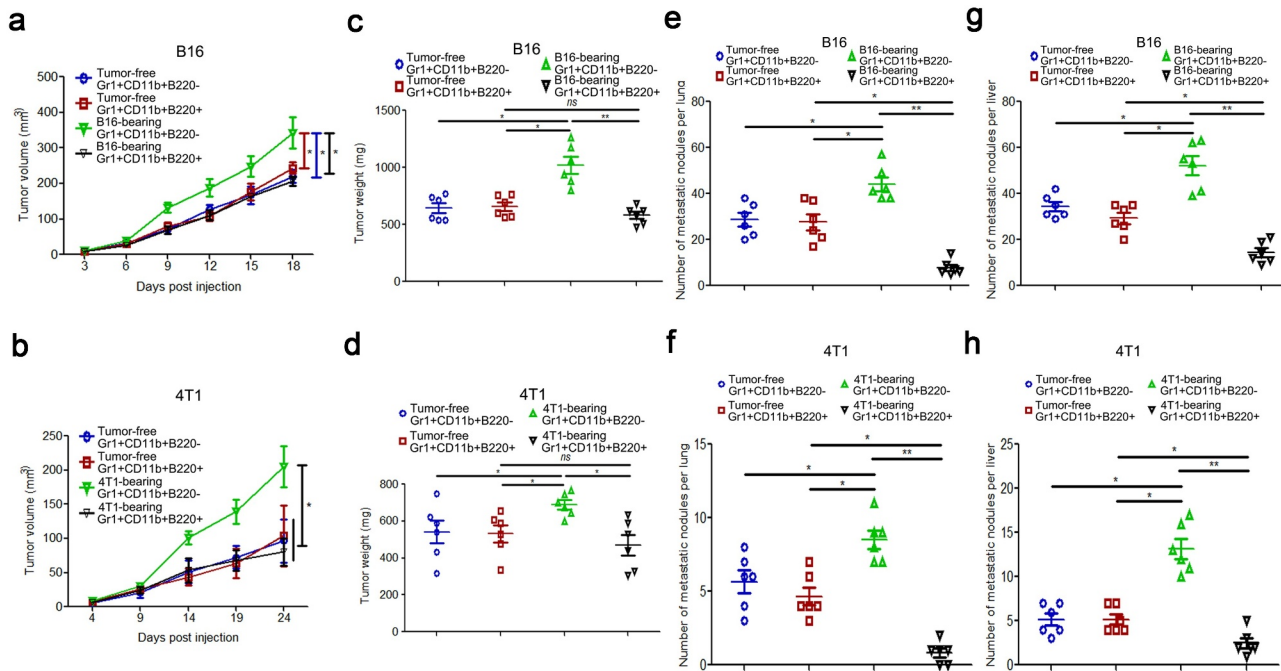 a
B16
Tumor volume (mm3)
500
400
300
200
100
0
Tumor-free
Gr1+CD11b+B220-
Tumor-free
Gr1+CD11b+B220+
B16-bearing
Gr1+CD11b+B220-
B16-bearing
Gr1+CD11b+B220+
* * *
3 6 9 12 15 18
Days post injection
b
4T1
Tumor volume (mm3)
250
200
150
100
50
0
Tumor-free
Gr1+CD11b+B220-
Tumor-free
Gr1+CD11b+B220+
4T1-bearing
Gr1+CD11b+B220-
4T1-bearing
Gr1+CD11b+B220+
*
4 9 14 19 24
Days post injection
c
B16
Tumor-free
Gr1+CD11b+B220-
Tumor-free
Gr1+CD11b+B220+
B16-bearing
Gr1+CD11b+B220-
B16-bearing
Gr1+CD11b+B220+
ns
* **
*
Tumor weight (mg)
1500
1000
500
0
d
4T1
Tumor-free
Gr1+CD11b+B220-
Tumor-free
Gr1+CD11b+B220+
4T1-bearing
Gr1+CD11b+B220-
4T1-bearing
Gr1+CD11b+B220+
ns
* *
*
Tumor weight (mg)
800
600
400
200
0
e
B16
Tumor-free
Gr1+CD11b+B220-
Tumor-free
Gr1+CD11b+B220+
B16-bearing
Gr1+CD11b+B220-
B16-bearing
Gr1+CD11b+B220+
*
**
*
*
Number of metastatic nodules per lung
80
60
40
20
0
f
4T1
Tumor-free
Gr1+CD11b+B220-
Tumor-free
Gr1+CD11b+B220+
4T1-bearing
Gr1+CD11b+B220-
4T1-bearing
Gr1+CD11b+B220+
*
**
*
*
Number of metastatic nodules per lung
15
10
5
0
g
B16
Tumor-free
Gr1+CD11b+B220-
Tumor-free
Gr1+CD11b+B220+
B16-bearing
Gr1+CD11b+B220-
B16-bearing
Gr1+CD11b+B220+
*
**
*
*
Number of metastatic nodules per liver
80
60
40
20
0
h
4T1
Tumor-free
Gr1+CD11b+B220-
Tumor-free
Gr1+CD11b+B220+
4T1-bearing
Gr1+CD11b+B220-
4T1-bearing
Gr1+CD11b+B220+
*
**
*
*
Number of metastatic nodules per liver
25
20
15
10
5
0